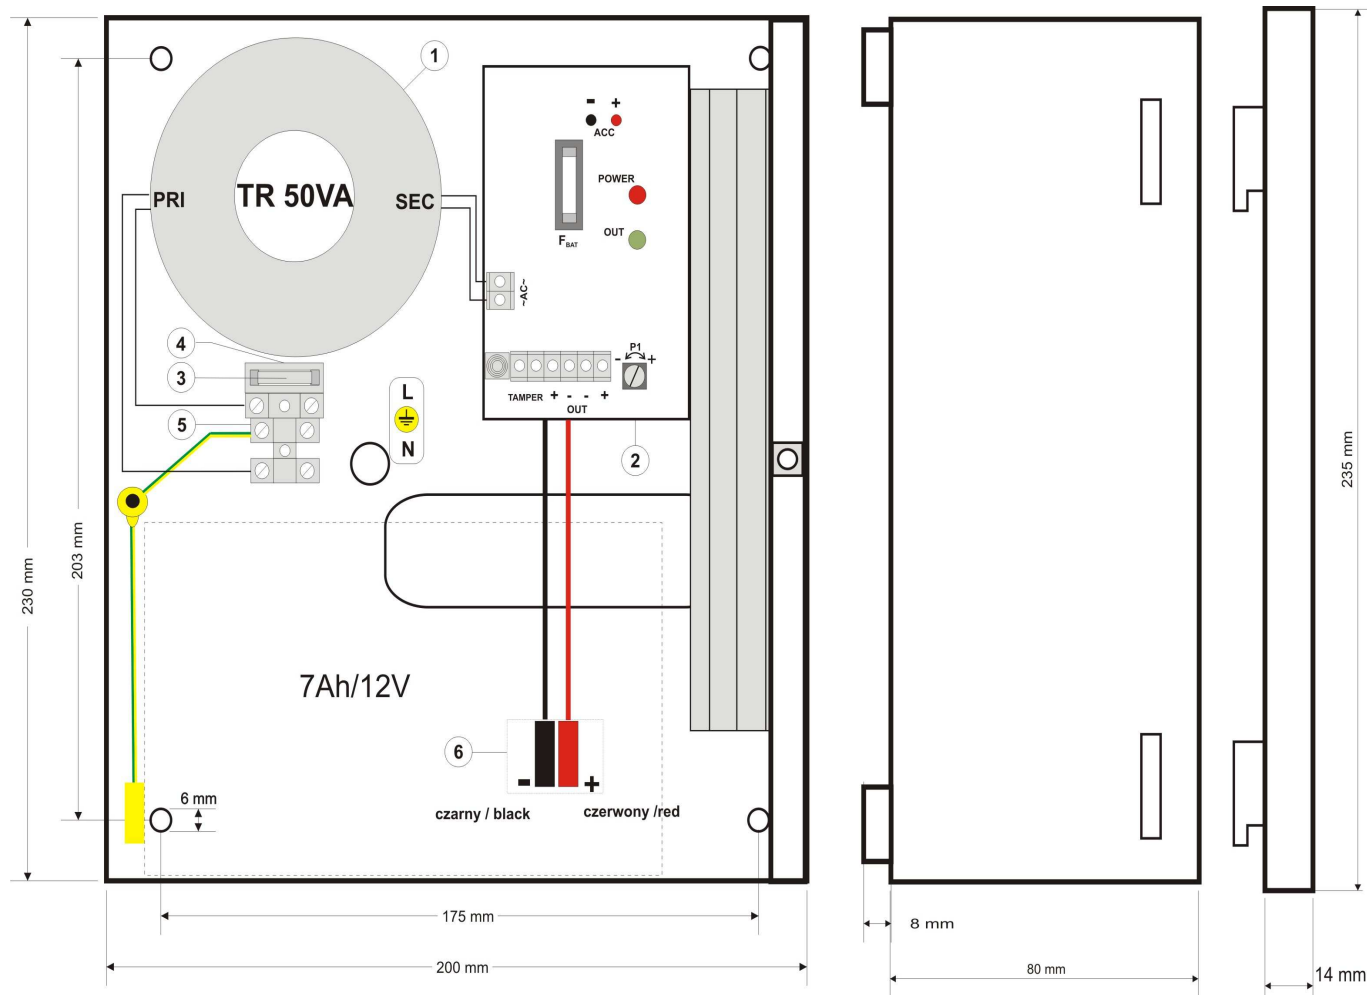 1
TR 50VA
PRI
SEC
- +
ACC
POWER
OUT
FBAT
~AC~
P1
- +
TAMPER + - - +
OUT
4
3
5
L
N
2
7Ah/12V
6
- +
czarny / black
czerwony /red
6 mm
230 mm
203 mm
175 mm
200 mm
8 mm
80 mm
14 mm
235 mm